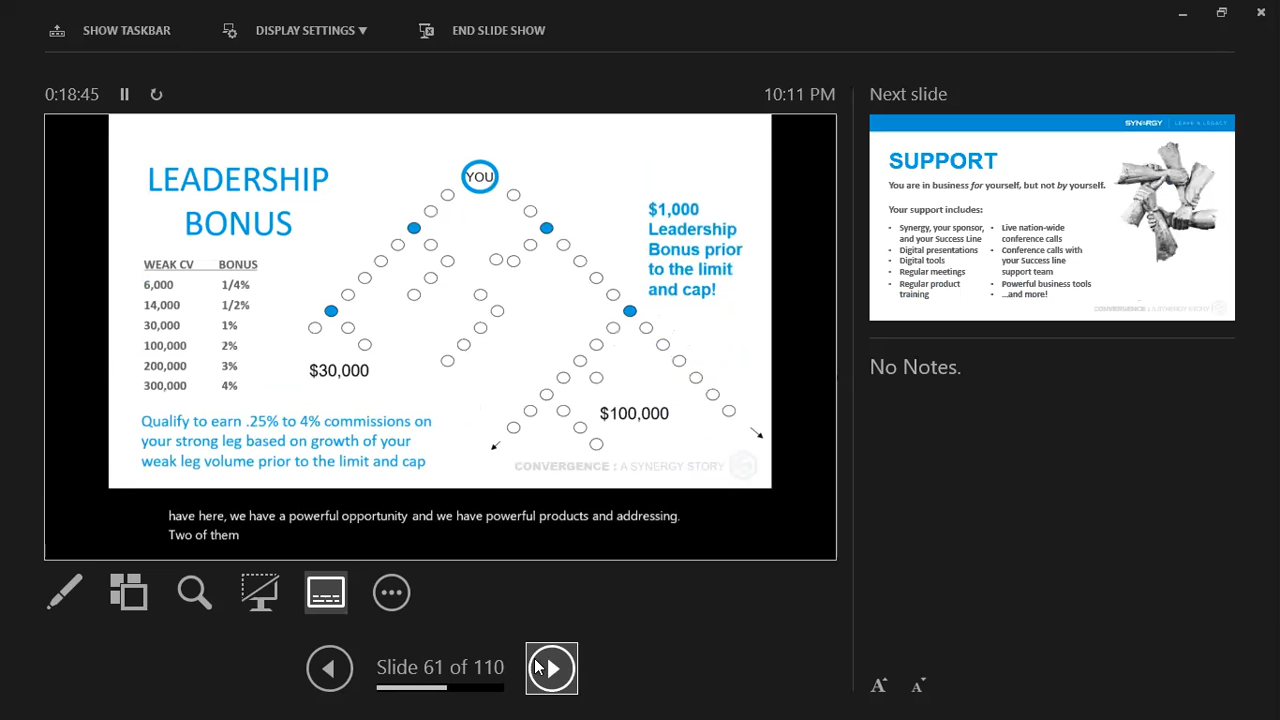 SHOW TASKBAR DISPLAY SETTINGS ▼ END SLIDE SHOW
0:18:45
10:11 PM
LEADERSHIP
BONUS
WEAK CV BONUS
6,000 1/4%
14,000 1/2%
30,000 1%
100,000 2%
200,000 3%
300,000 4%
YOU
$1,000
Leadership
Bonus prior
to the limit
and cap!
$30,000
$100,000
Qualify to earn .25% to 4% commissions on
your strong leg based on growth of your
weak leg volume prior to the limit and cap
CONVERGENCE : A SYNERGY STORY
have here, we have a powerful opportunity and we have powerful products and addressing.
Two of them
Slide 61 of 110
Next slide
SYNERGY | LEAVE A LEGACY
SUPPORT
You are in business for yourself, but not by yourself.
Your support includes:
• Synergy, your sponsor,
and your Success Line
• Digital presentations
• Digital tools
• Regular meetings
• Regular product
training
• Live nation-wide
conference calls
• Conference calls with
your Success line
support team
• Powerful business tools
• ...and more!
CONVERGENCE : A SYNERGY STORY
No Notes.
A A